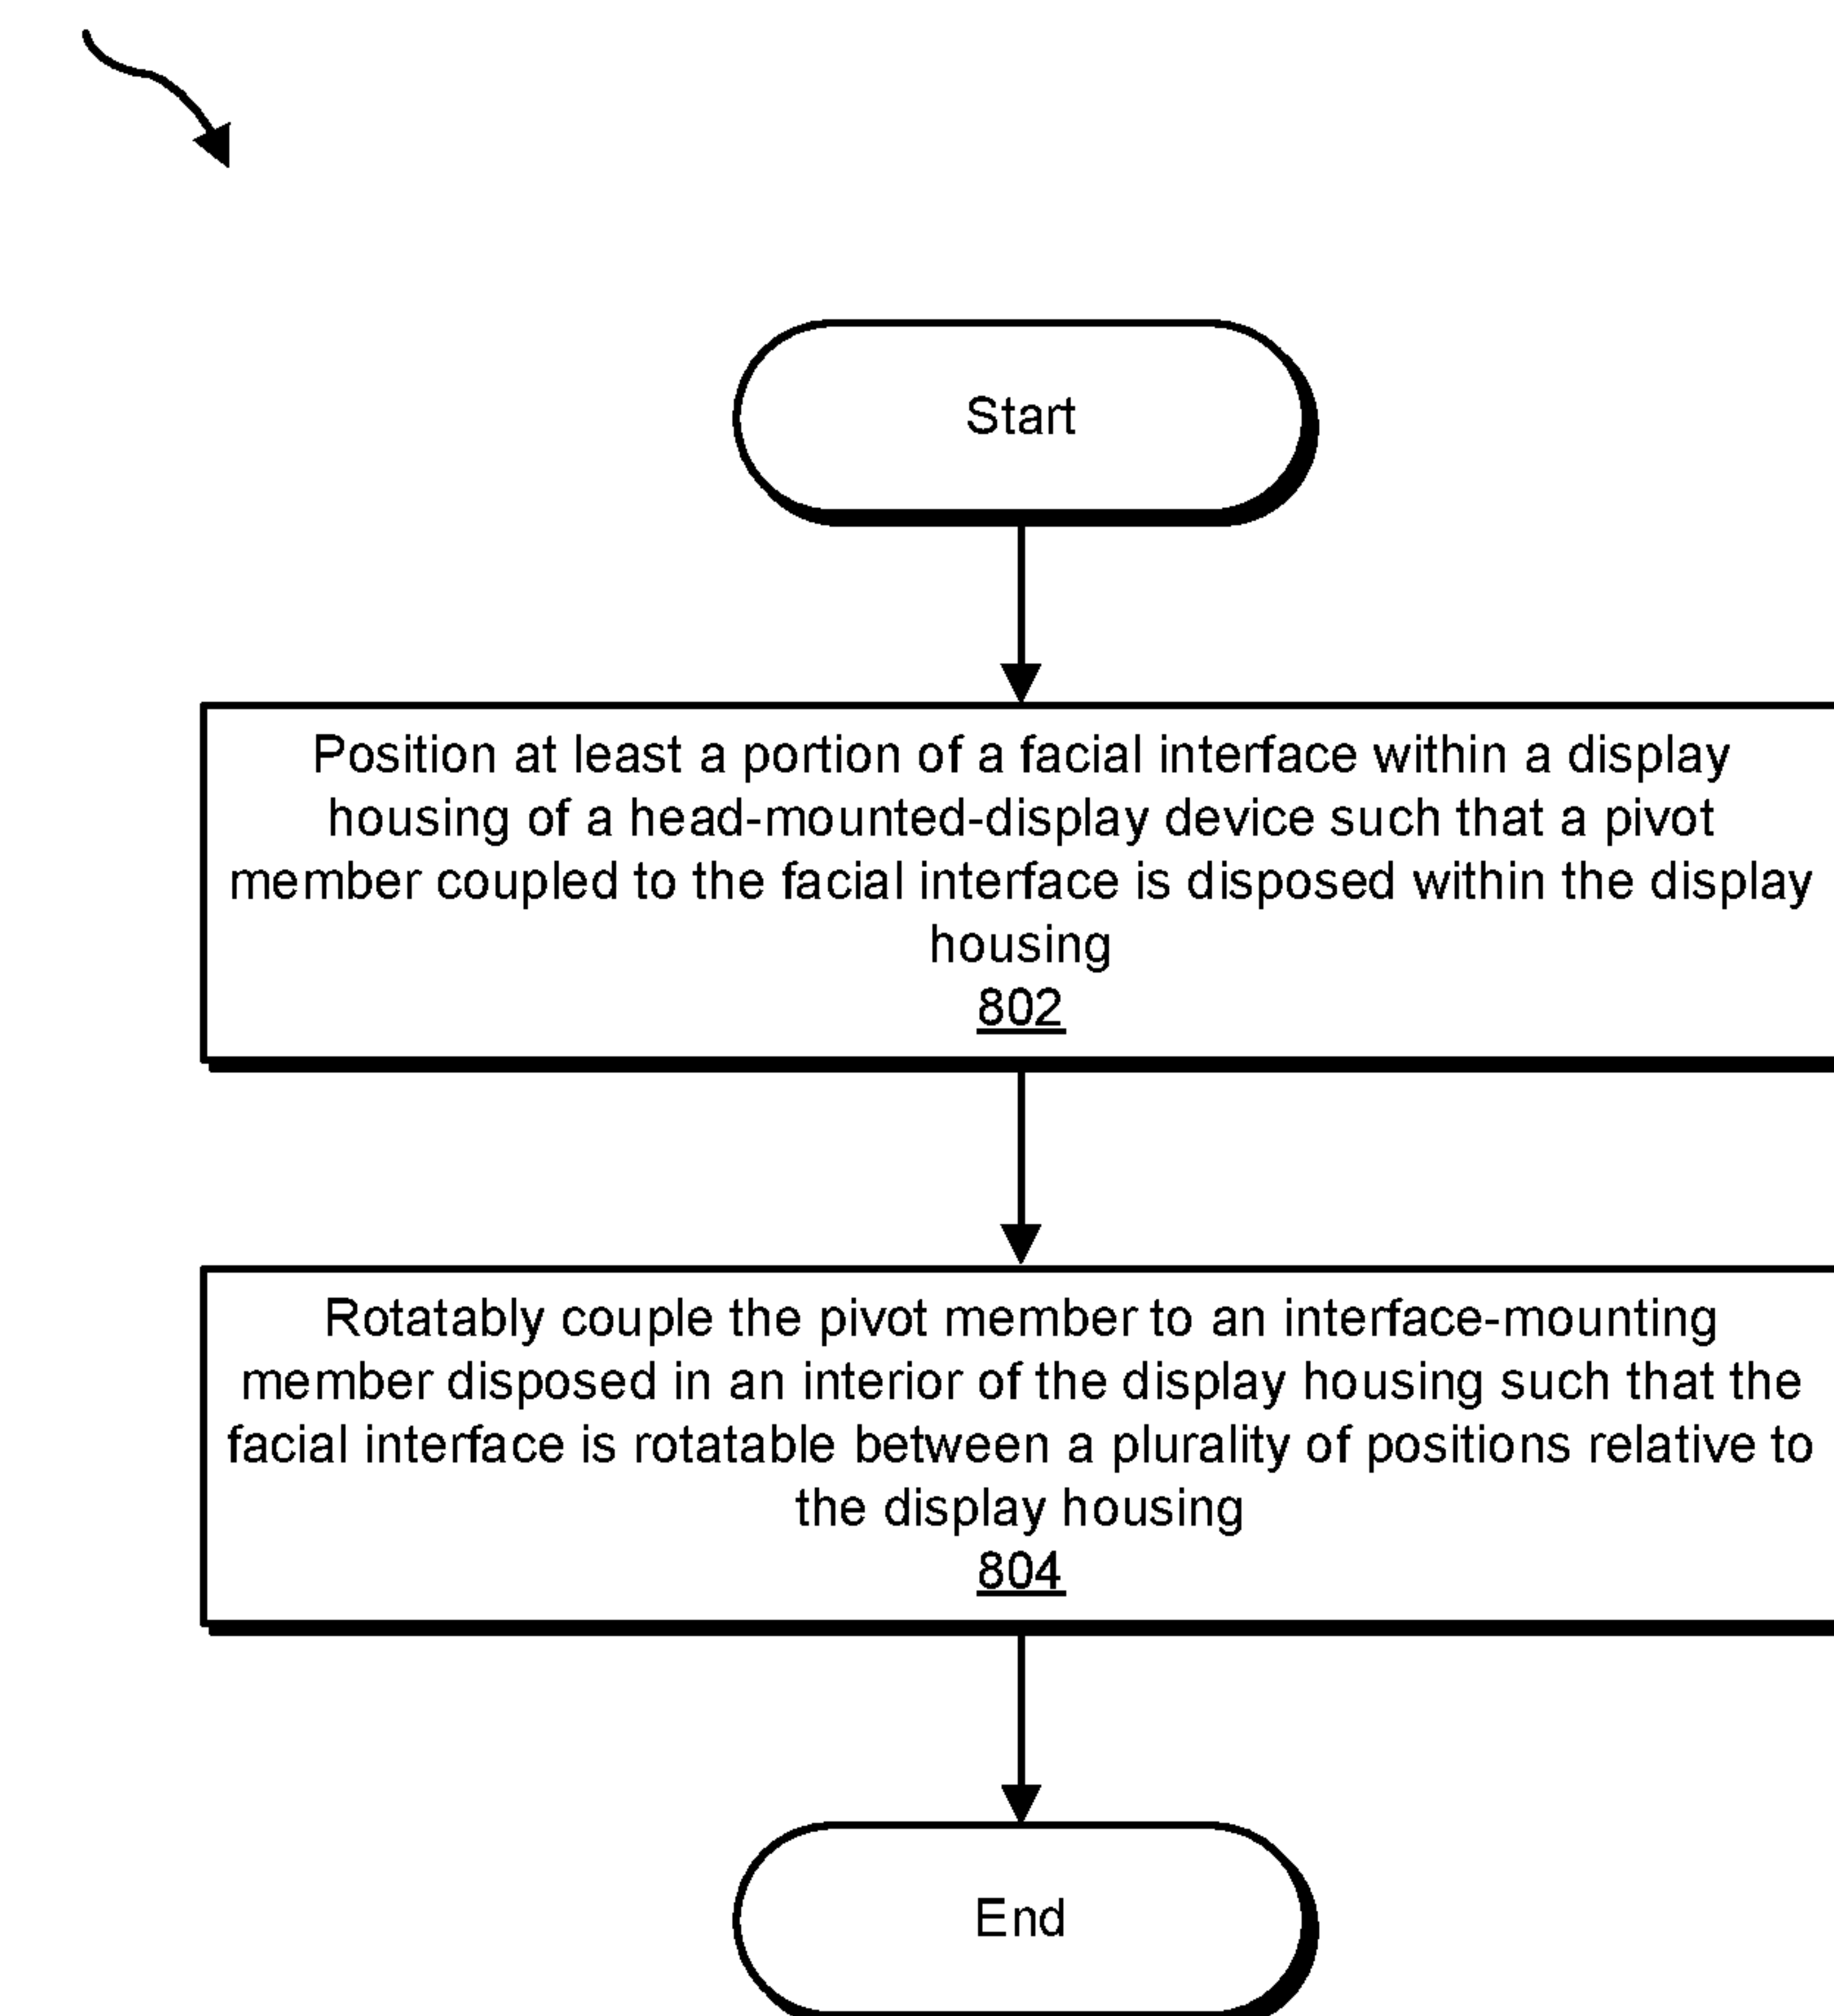 Start
Position at least a portion of a facial interface within a display
housing of a head-mounted-display device such that a pivot
member coupled to the facial interface is disposed within the display
housing
802
Rotatably couple the pivot member to an interface-mounting
member disposed in an interior of the display housing such that the
facial interface is rotatable between a plurality of positions relative to
the display housing
804
End